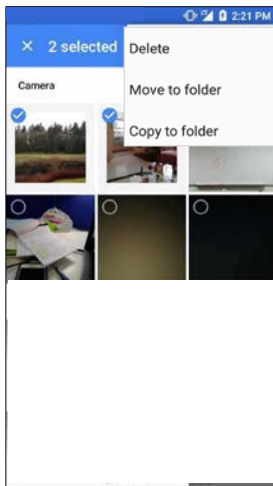 2:21 PM
2 selected
Delete
Move to folder
Copy to folder
Camera